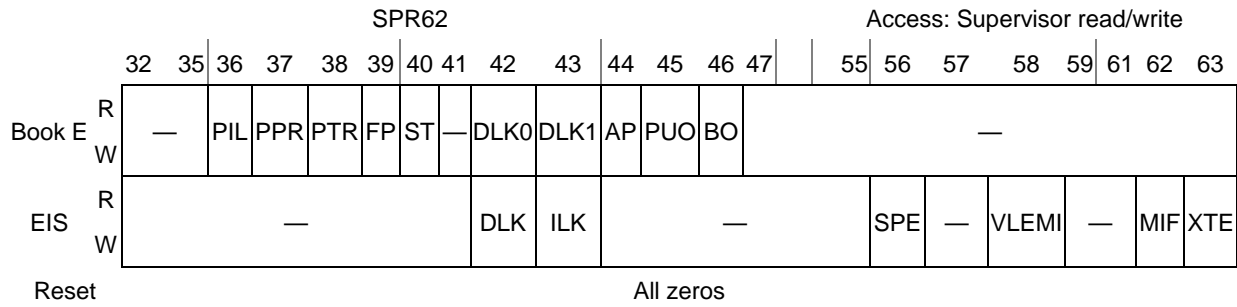 SPR62 Access: Supervisor read/write
32 35 36 37 38 39 40 41 42 43 44 45 46 47 55 56 57 58 59 61 62 63
Book E R W — PIL PPR PTR FP ST — DLK0 DLK1 AP PUO BO —
EIS R W — DLK ILK — SPE — VLEMI — MIF XTE
Reset All zeros